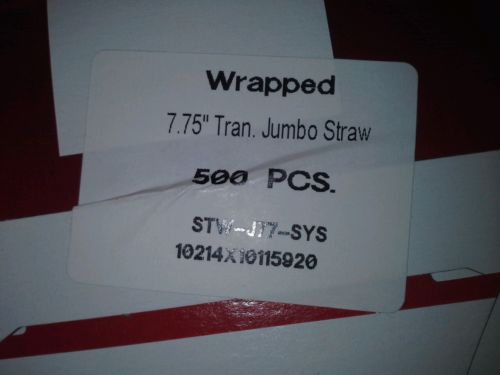 Wrapped
7.75" Tran. Jumbo Straw
500 PCS.
STW-JT7-SYS
10214X10115920